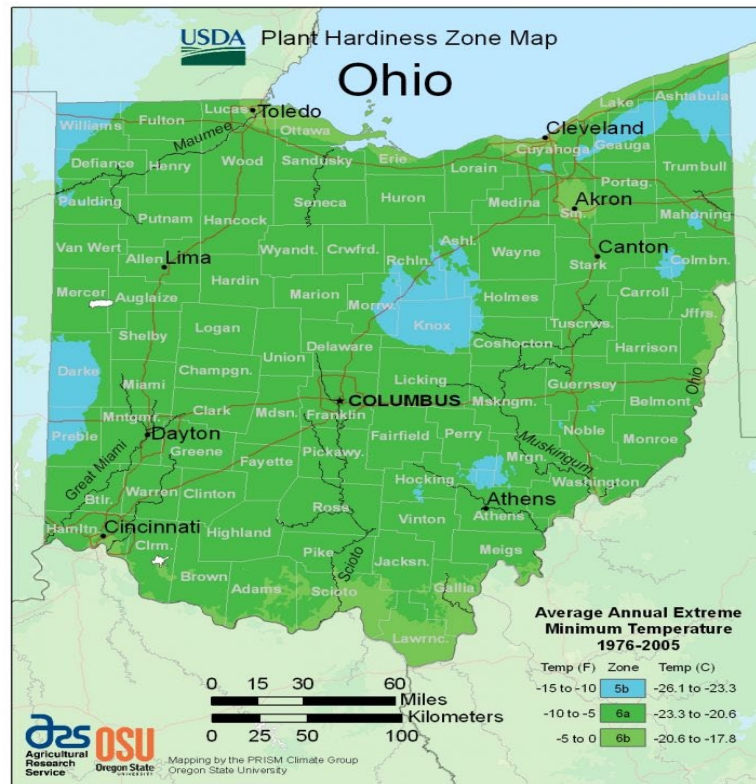 USDA Plant Hardiness Zone Map
Ohio
Lake Ashtabula
Williams Fulton Lucas Toledo
Ottawa Cleveland
Cuyahoga Geauga
Maumee
Defiance Henry Wood Sandusky Erie Lorain Trumbull
Portag.
Paulding Seneca Huron Medina Akron
Sm.
Putnam Hancock Mahoning
Van Wert Allen Lima Wyandt. Crwfrd. Rchln. Ashl. Wayne Canton
Stark Colmbn.
Hardin
Mercer Auglaize Marion Morrw. Holmes Carroll
Jffrs.
Logan Knox Tuscrws.
Shelby Coshocton Harrison
Union Delaware
Darke Champgn. Licking Guernsey Ohio
Miami
Mntgmr. Clark Mdsn. Franklin COLUMBUS Mskngm. Belmont
Preble Dayton Fairfield Perry Noble Monroe
Greene Pickawy. Muskingum
Great Miami Fayette Mrgn.
Btlr. Warren Clinton Hocking Washington
Ross Athens
Hamltn. Cincinnati Highland Vinton Athens
Clrm. Pike Meigs
Jacksn.
Brown Adams Scioto Scioto Gallia
Lawrnc.
Average Annual Extreme
Minimum Temperature
1976-2005
Temp (F) Zone Temp (C)
-15 to -10 5b -26.1 to -23.3
-10 to -5 6a -23.3 to -20.6
-5 to 0 6b -20.6 to -17.8
0 15 30 60
Miles
Kilometers
0 25 50 100
ars
Agricultural
Research
Service
OSU
Oregon State
UNIVERSITY
Mapping by the PRISM Climate Group
Oregon State University